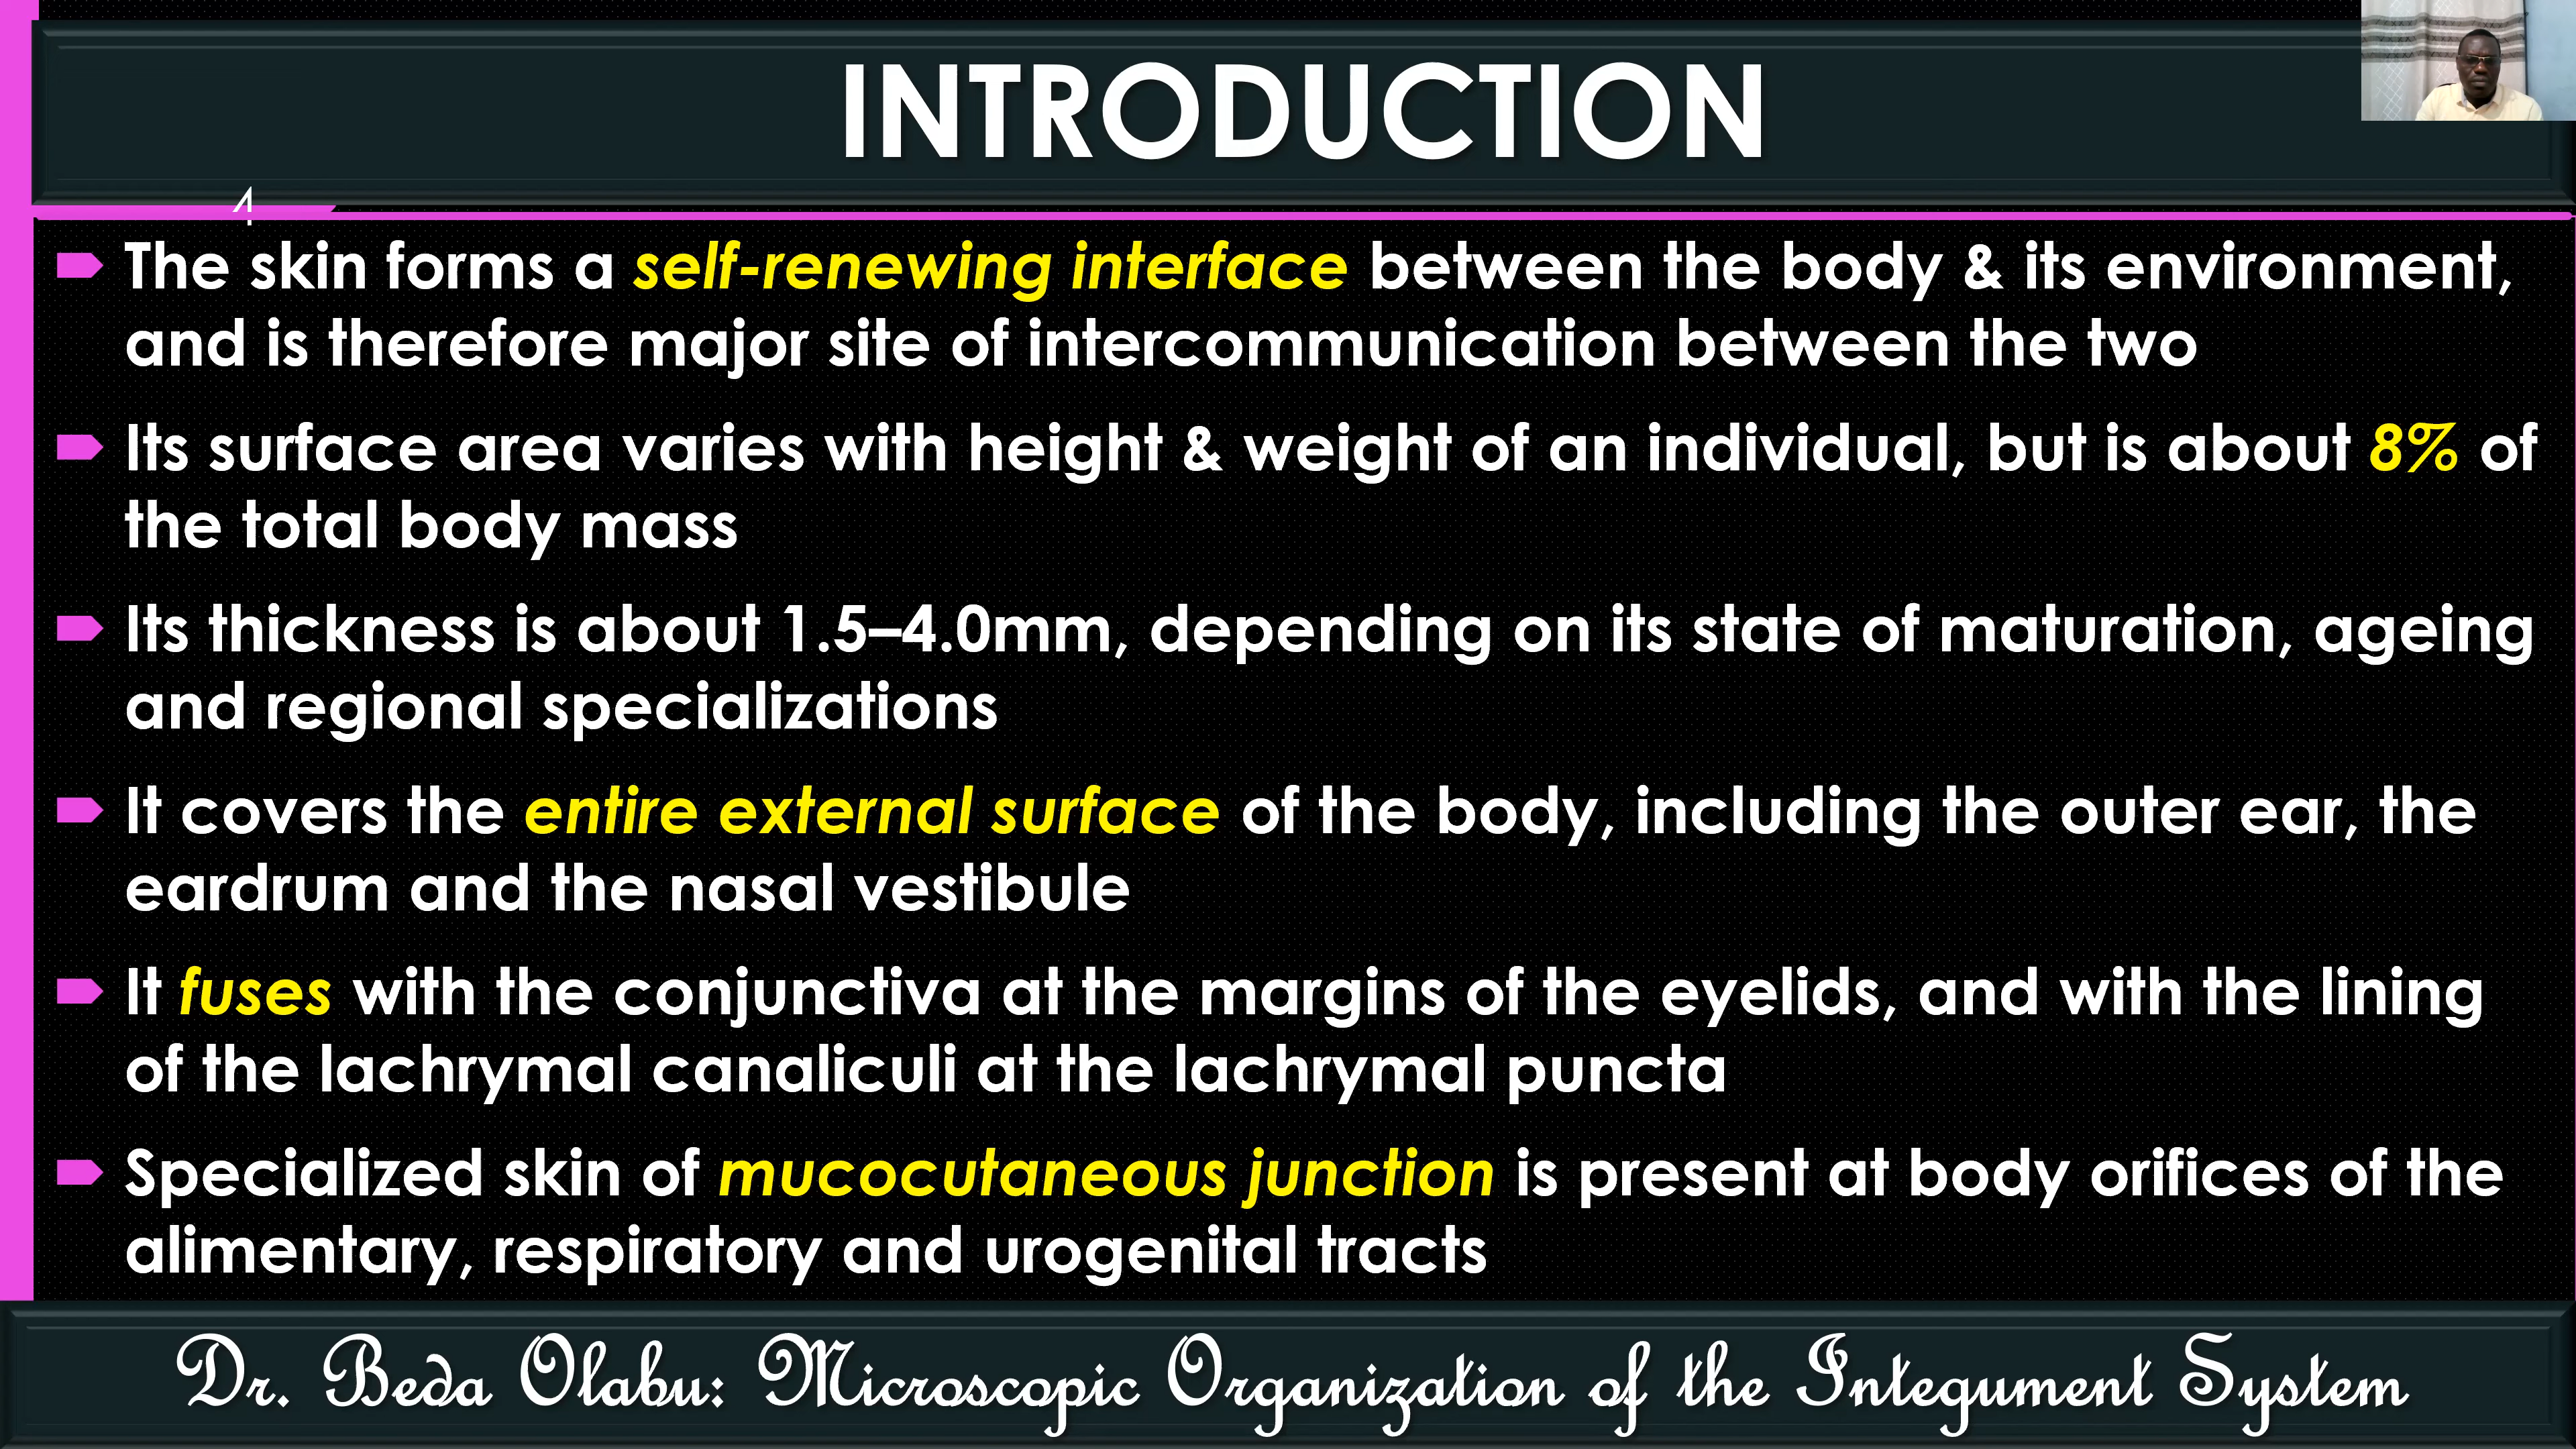 INTRODUCTION
4
The skin forms a self-renewing interface between the body & its environment,
and is therefore major site of intercommunication between the two
Its surface area varies with height & weight of an individual, but is about 8% of
the total body mass
Its thickness is about 1.5–4.0mm, depending on its state of maturation, ageing
and regional specializations
It covers the entire external surface of the body, including the outer ear, the
eardrum and the nasal vestibule
It fuses with the conjunctiva at the margins of the eyelids, and with the lining
of the lachrymal canaliculi at the lachrymal puncta
Specialized skin of mucocutaneous junction is present at body orifices of the
alimentary, respiratory and urogenital tracts
Dr. Beda Olabu: Microscopic Organization of the Integument System